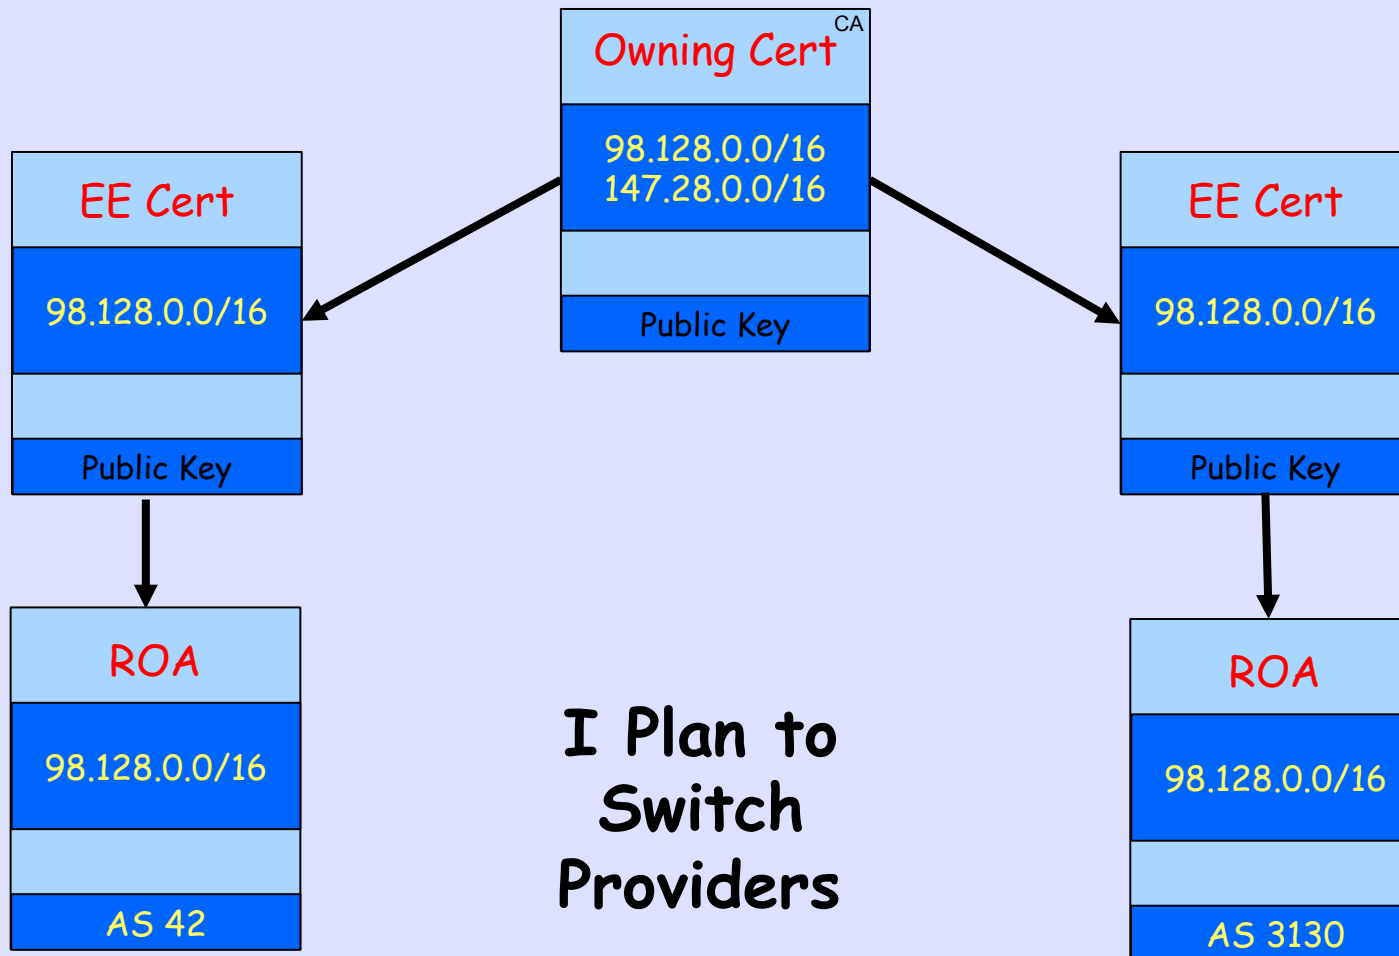 CA
Owning Cert
98.128.0.0/16
147.28.0.0/16
Public Key
EE Cert
98.128.0.0/16
Public Key
EE Cert
98.128.0.0/16
Public Key
ROA
98.128.0.0/16
AS 42
I Plan to
Switch
Providers
ROA
98.128.0.0/16
AS 3130